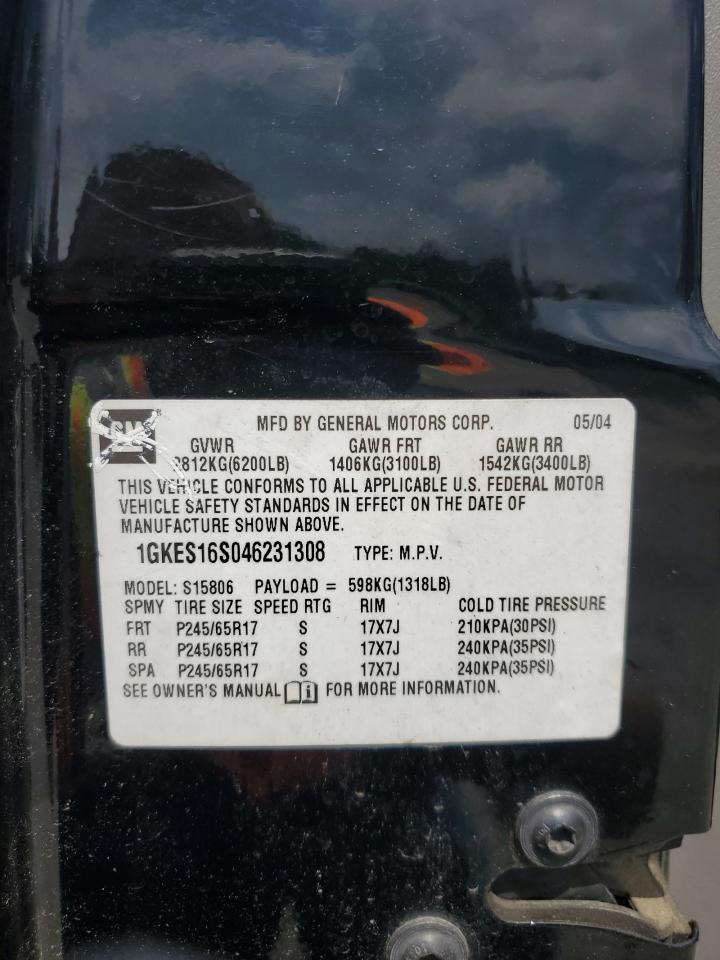 GM
MFD BY GENERAL MOTORS CORP. 05/04
GVWR GAWR FRT GAWR RR
2812KG(6200LB) 1406KG(3100LB) 1542KG(3400LB)
THIS VEHICLE CONFORMS TO ALL APPLICABLE U.S. FEDERAL MOTOR
VEHICLE SAFETY STANDARDS IN EFFECT ON THE DATE OF
MANUFACTURE SHOWN ABOVE.
1GKES16S046231308 TYPE: M.P.V.
MODEL: S15806 PAYLOAD = 598KG(1318LB)
SPMY TIRE SIZE SPEED RTG RIM COLD TIRE PRESSURE
FRT P245/65R17 S 17X7J 210KPA(30PSI)
RR P245/65R17 S 17X7J 240KPA(35PSI)
SPA P245/65R17 S 17X7J 240KPA(35PSI)
SEE OWNER'S MANUAL i FOR MORE INFORMATION.